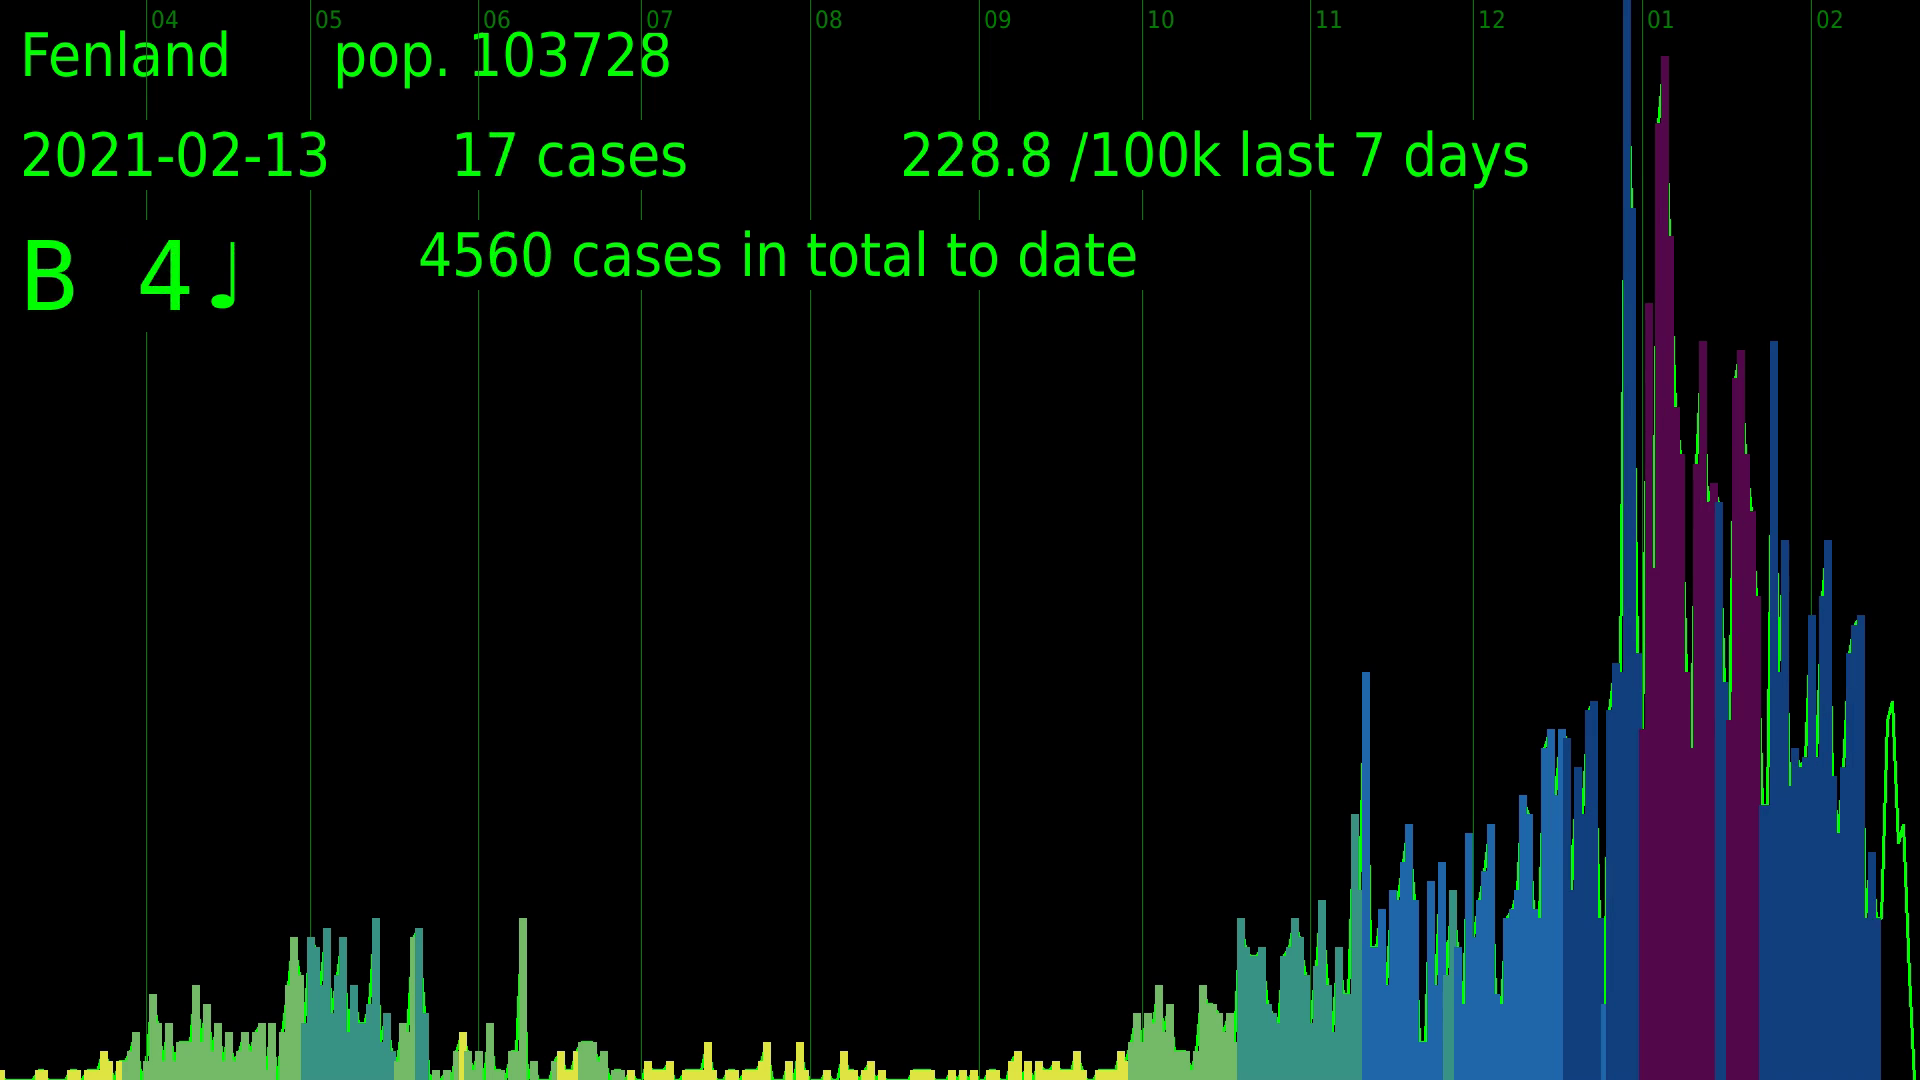 04 05 06 07 08 09 10 11 12 01 02
Fenland pop. 103728
2021-02-13 17 cases 228.8 /100k last 7 days
B 4♩ 4560 cases in total to date